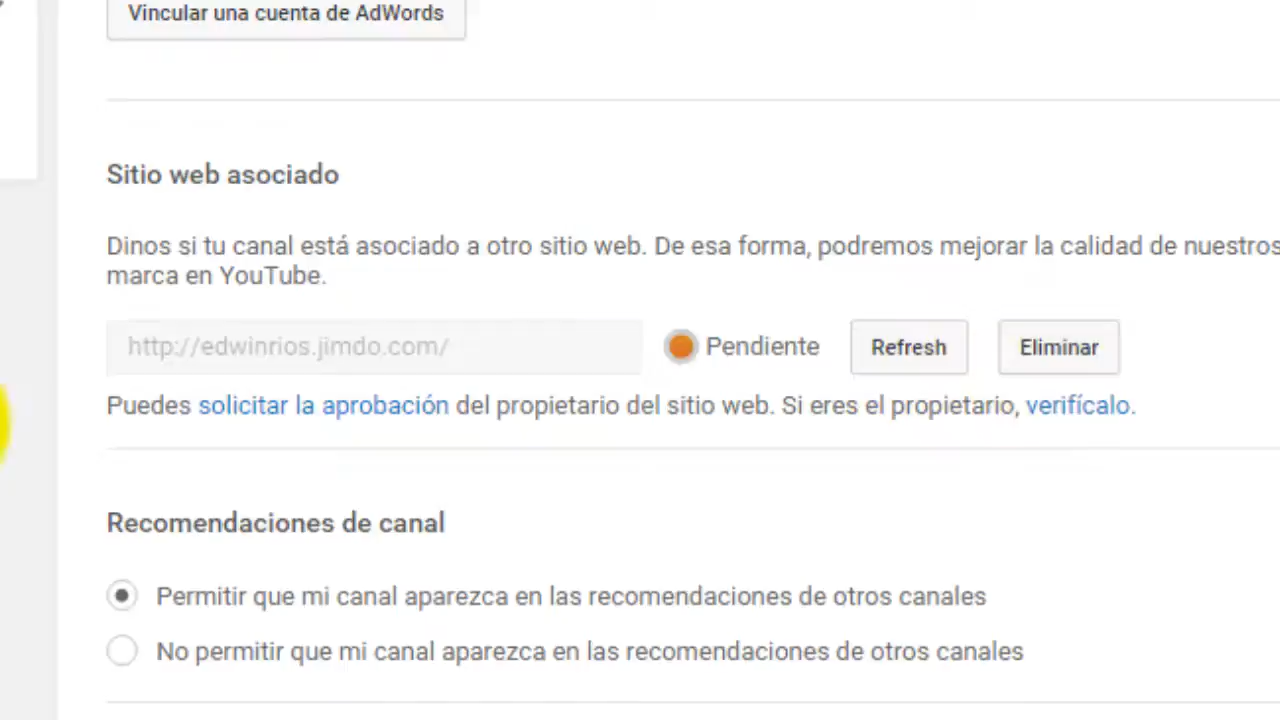 Vincular una cuenta de AdWords
Sitio web asociado
Dinos si tu canal está asociado a otro sitio web. De esa forma, podremos mejorar la calidad de nuestros
marca en YouTube.
http://edwinrios.jimdo.com/ Pendiente Refresh Eliminar
Puedes solicitar la aprobación del propietario del sitio web. Si eres el propietario, verifícalo.
Recomendaciones de canal
Permitir que mi canal aparezca en las recomendaciones de otros canales
No permitir que mi canal aparezca en las recomendaciones de otros canales